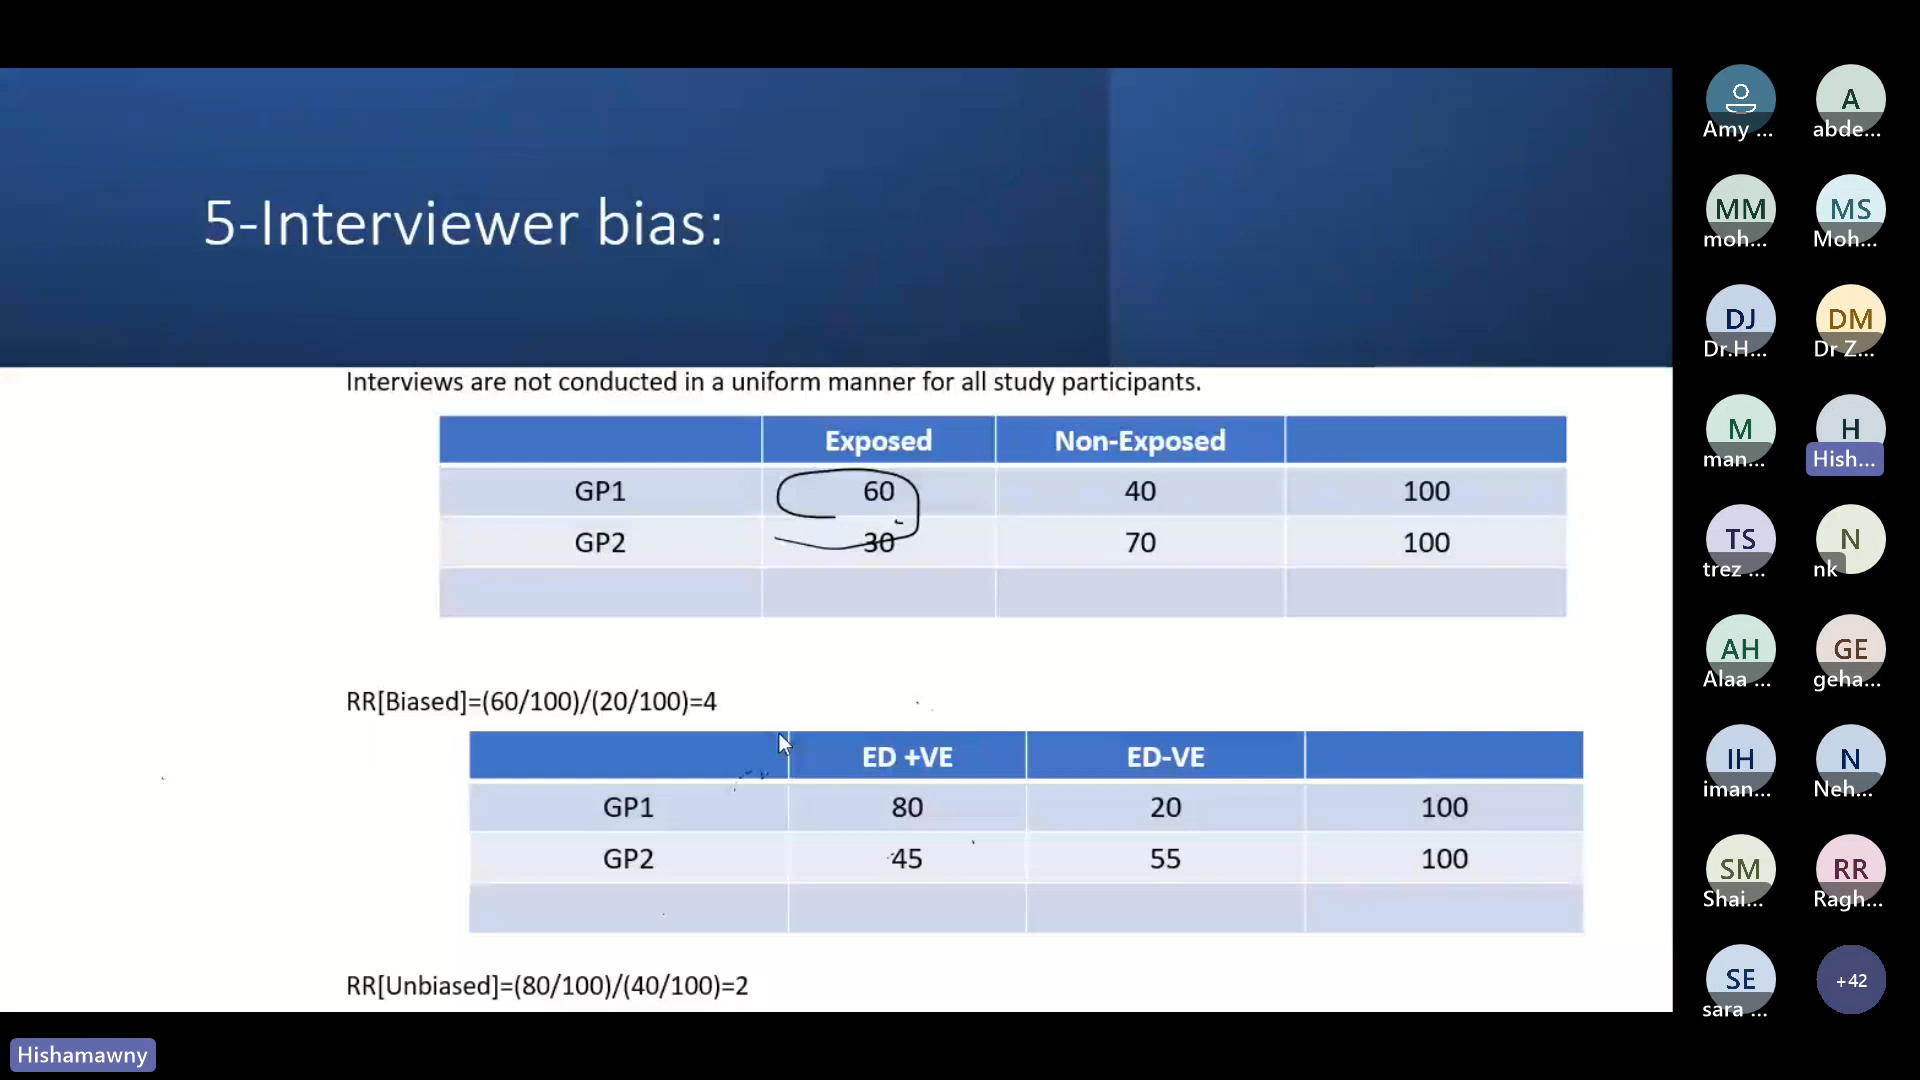 5-Interviewer bias:
Interviews are not conducted in a uniform manner for all study participants.
Exposed Non-Exposed
GP1 60 40 100
GP2 30 70 100
RR[Biased]=(60/100)/(20/100)=4
ED +VE ED-VE
GP1 80 20 100
GP2 45 55 100
RR[Unbiased]=(80/100)/(40/100)=2
Hishamawny
Amy ...
A
abde...
MM
moh...
MS
Moh...
DJ
Dr.H...
DM
Dr Z...
M
man...
H
Hish...
TS
trez ...
N
nk
AH
Alaa ...
GE
geha...
IH
iman...
N
Neh...
SM
Shai...
RR
Ragh...
SE
sara ...
+42